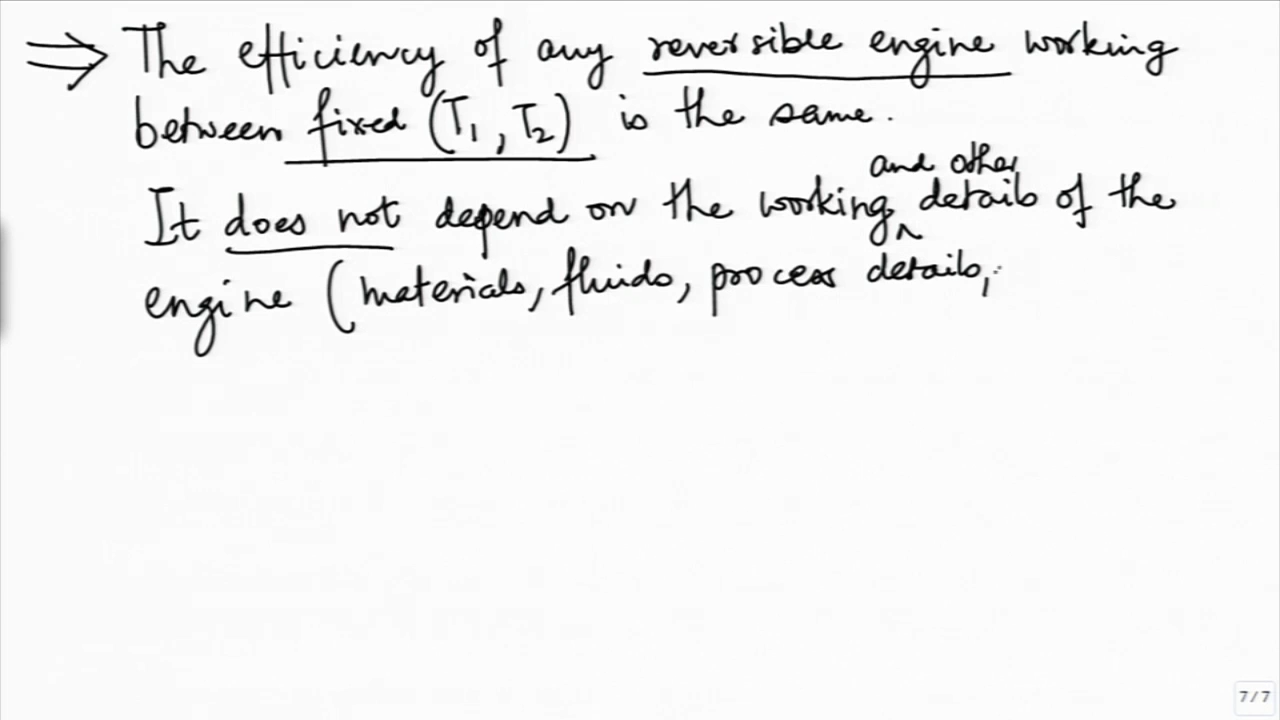 ⇒ The efficiency of any reversible engine working
between fixed (T₁, T₂) is the same.
and other
It does not depend on the working ‸ details of the
engine (materials, fluids, process details,
7/7